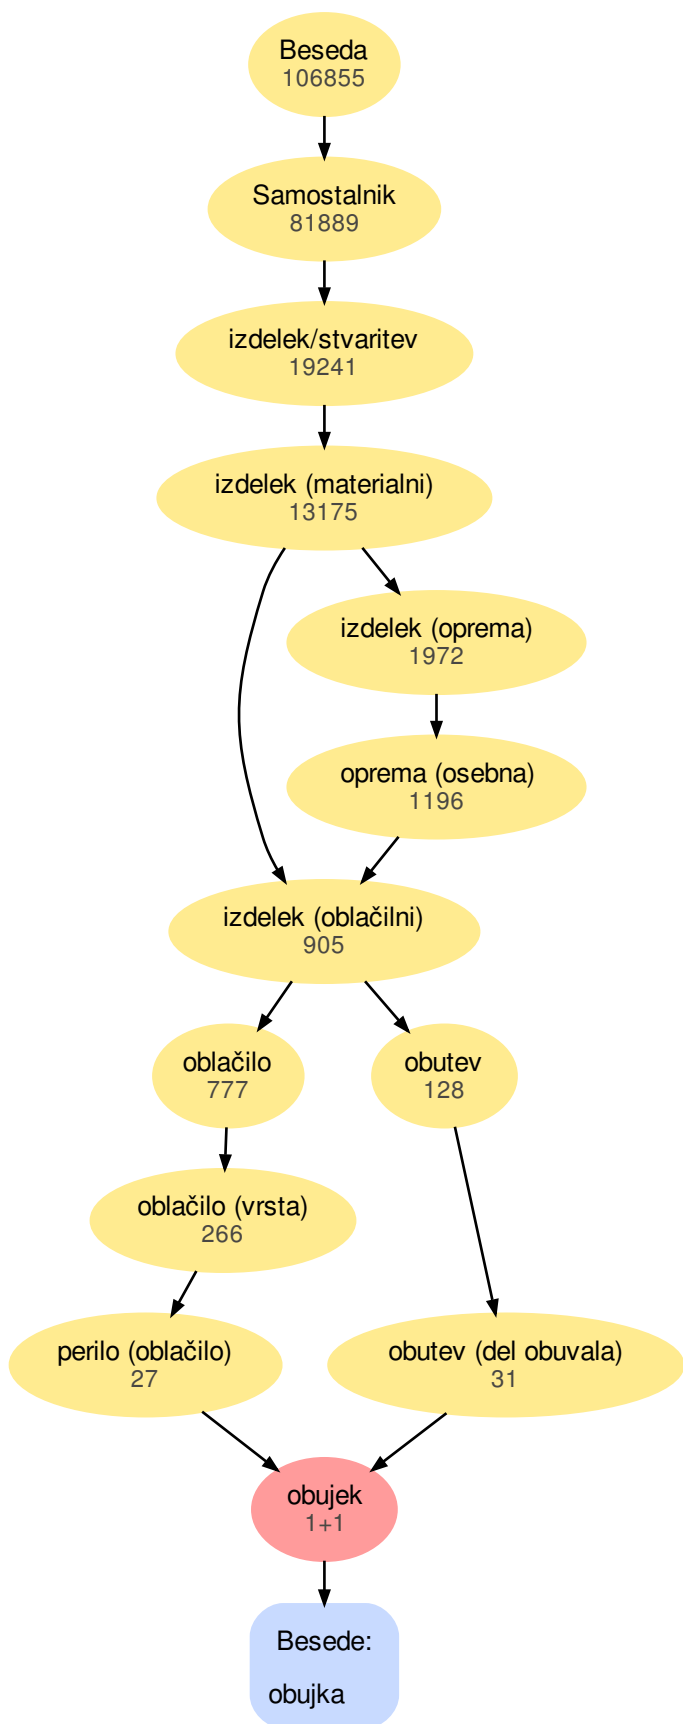 Beseda
106855
Samostalnik
81889
izdelek/stvaritev
19241
izdelek (materialni)
13175
izdelek (oprema)
1972
oprema (osebna)
1196
izdelek (oblačilni)
905
oblačilo
777
obutev
128
oblačilo (vrsta)
266
perilo (oblačilo)
27
obutev (del obuvala)
31
obujek
1+1
Besede:
obujka